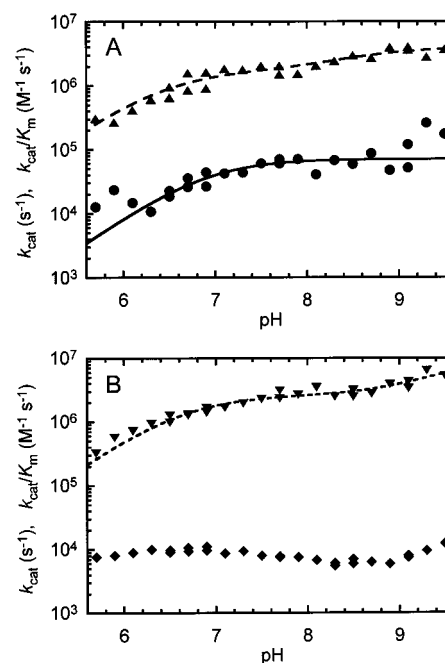 A
10⁷
10⁶
10⁵
10⁴
10³
k_cat (s⁻¹), k_cat/K_m (M⁻¹ s⁻¹)
6 7 8 9
pH
B
10⁷
10⁶
10⁵
10⁴
10³
k_cat (s⁻¹), k_cat/K_m (M⁻¹ s⁻¹)
6 7 8 9
pH